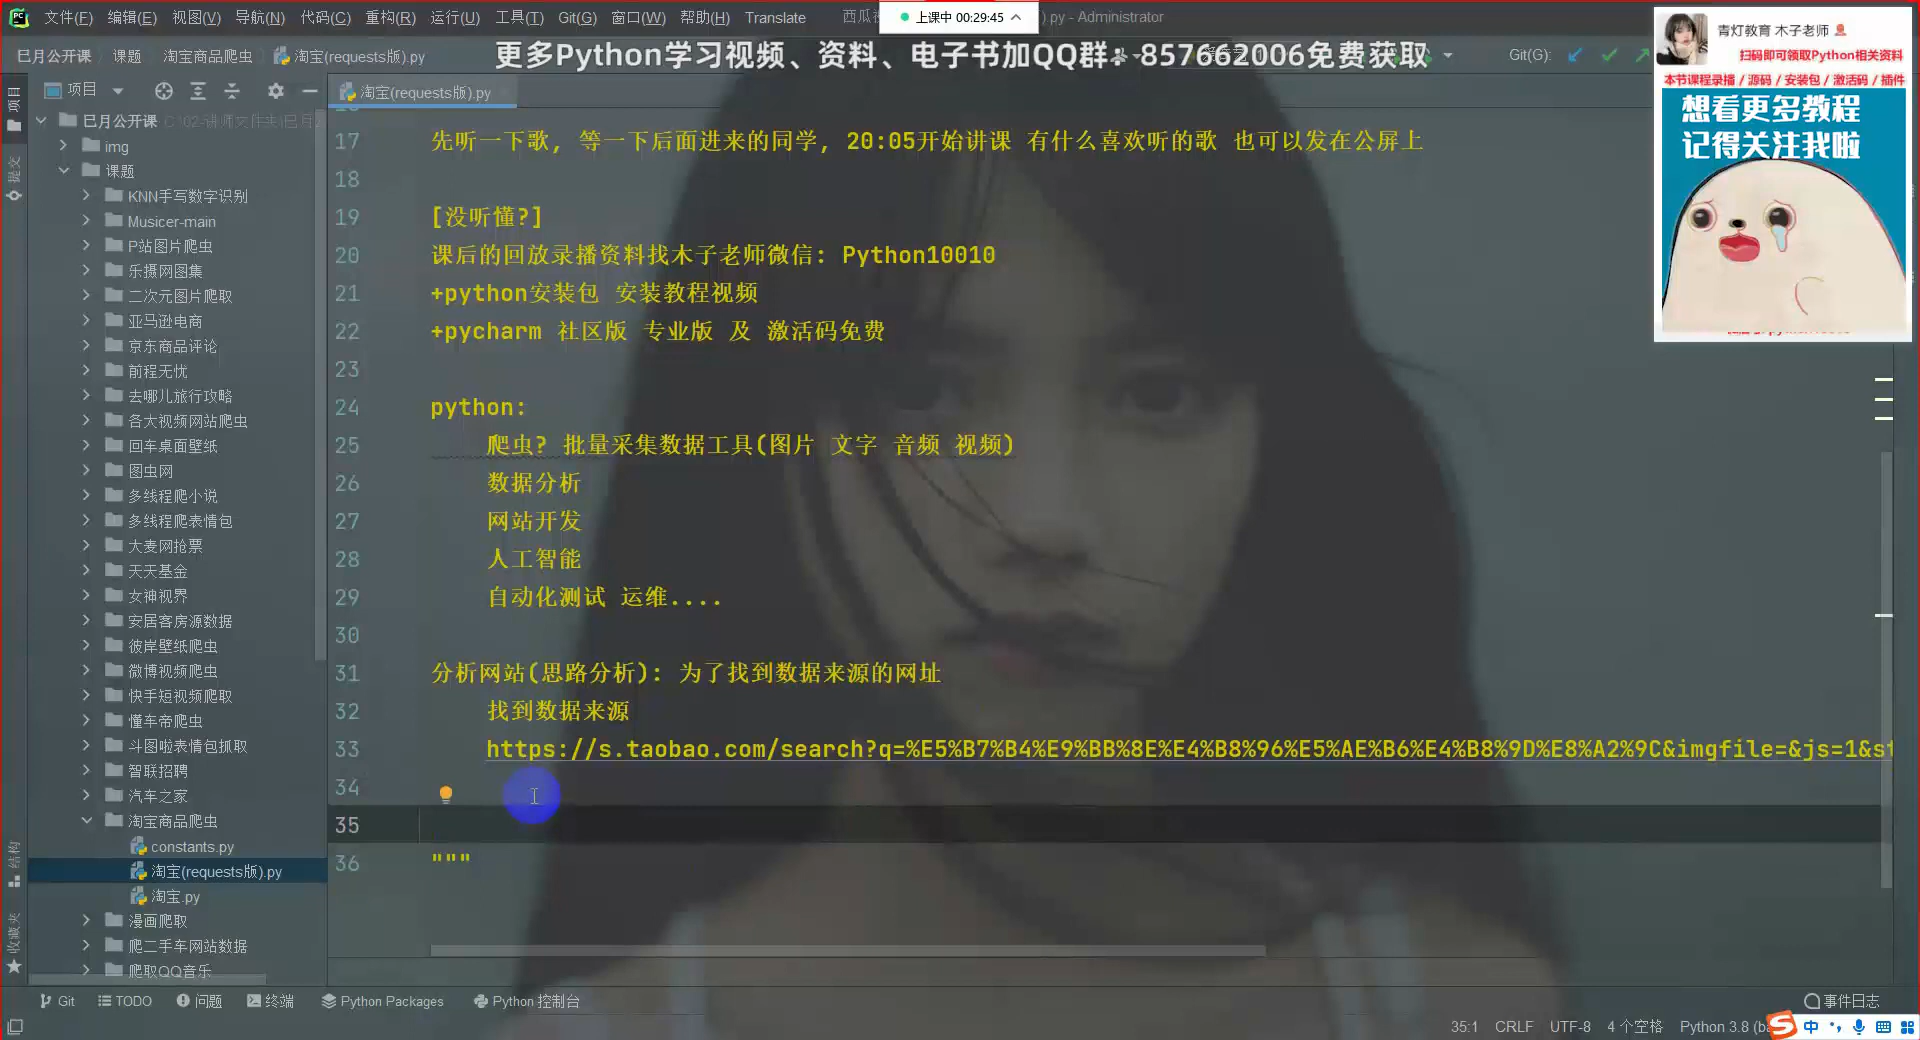 文件(F) 编辑(E) 视图(V) 导航(N) 代码(C) 重构(R) 运行(U) 工具(T) Git(G) 窗口(W) 帮助(H) Translate
上课中 00:29:45
).py - Administrator
巳月公开课 课题 淘宝商品爬虫 淘宝(requests版).py
更多Python学习视频、资料、电子书加QQ群：857662006免费获取
Git(G):
青灯教育 木子老师
扫码即可领取Python相关资料
本节课程录播 / 源码 / 安装包 / 激活码 / 插件
想看更多教程
记得关注我啦
项目
淘宝(requests版).py
项目
提交
结构
收藏夹
巳月公开课
img
课题
KNN手写数字识别
Musicer-main
P站图片爬虫
乐摄网图集
二次元图片爬取
亚马逊电商
京东商品评论
前程无忧
去哪儿旅行攻略
各大视频网站爬虫
回车桌面壁纸
图虫网
多线程爬小说
多线程爬表情包
大麦网抢票
天天基金
女神视界
安居客房源数据
彼岸壁纸爬虫
微博视频爬虫
快手短视频爬取
懂车帝爬虫
斗图啦表情包抓取
智联招聘
汽车之家
淘宝商品爬虫
constants.py
淘宝(requests版).py
淘宝.py
漫画爬取
爬二手车网站数据
爬取QQ音乐
17 先听一下歌, 等一下后面进来的同学, 20:05开始讲课 有什么喜欢听的歌 也可以发在公屏上
18
19 [没听懂?]
20 课后的回放录播资料找木子老师微信: Python10010
21 +python安装包 安装教程视频
22 +pycharm 社区版 专业版 及 激活码免费
23
24 python:
25 爬虫? 批量采集数据工具(图片 文字 音频 视频)
26 数据分析
27 网站开发
28 人工智能
29 自动化测试 运维....
30
31 分析网站(思路分析): 为了找到数据来源的网址
32 找到数据来源
33 https://s.taobao.com/search?q=%E5%B7%B4%E9%BB%8E%E4%B8%96%E5%AE%B6%E4%B8%9D%E8%A2%9C&imgfile=&js=1&st
34
35
36 """
Git TODO 问题 终端 Python Packages Python 控制台
事件日志
35:1 CRLF UTF-8 4 个空格 Python 3.8 (ba
中